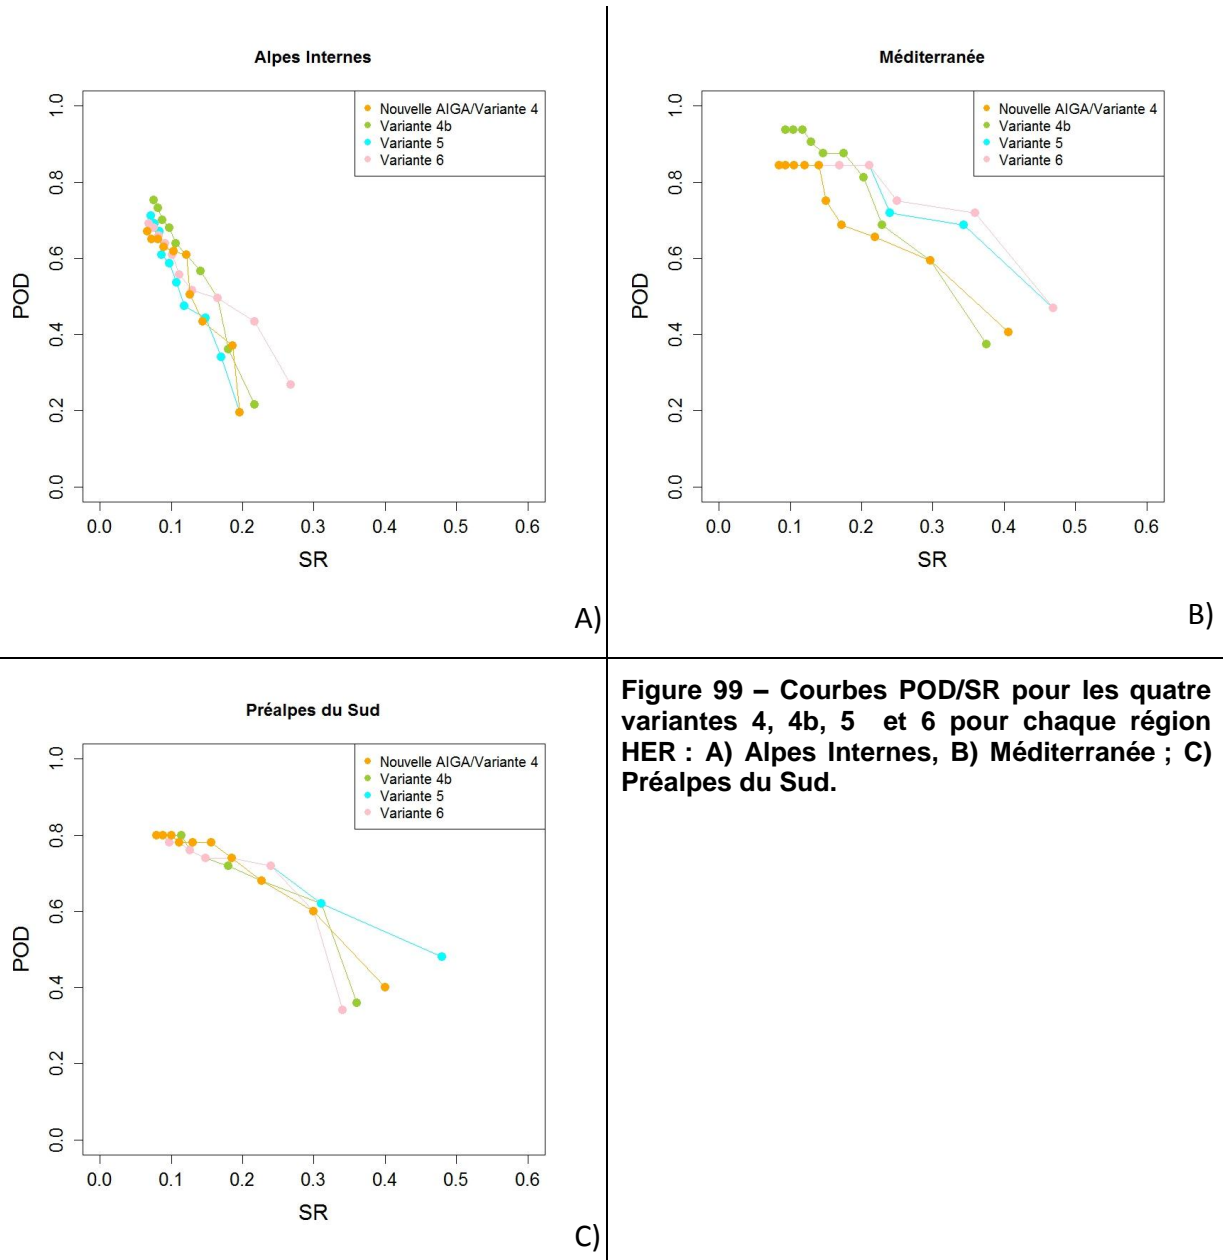 Alpes Internes
Nouvelle AIGA/Variante 4
Variante 4b
Variante 5
Variante 6
POD
0.0 0.2 0.4 0.6 0.8 1.0
0.0 0.1 0.2 0.3 0.4 0.5 0.6
SR
A)
Méditerranée
Nouvelle AIGA/Variante 4
Variante 4b
Variante 5
Variante 6
POD
0.0 0.2 0.4 0.6 0.8 1.0
0.0 0.1 0.2 0.3 0.4 0.5 0.6
SR
B)
Préalpes du Sud
Nouvelle AIGA/Variante 4
Variante 4b
Variante 5
Variante 6
POD
0.0 0.2 0.4 0.6 0.8 1.0
0.0 0.1 0.2 0.3 0.4 0.5 0.6
SR
C)
Figure 99 – Courbes POD/SR pour les quatre
variantes 4, 4b, 5 et 6 pour chaque région
HER : A) Alpes Internes, B) Méditerranée ; C)
Préalpes du Sud.